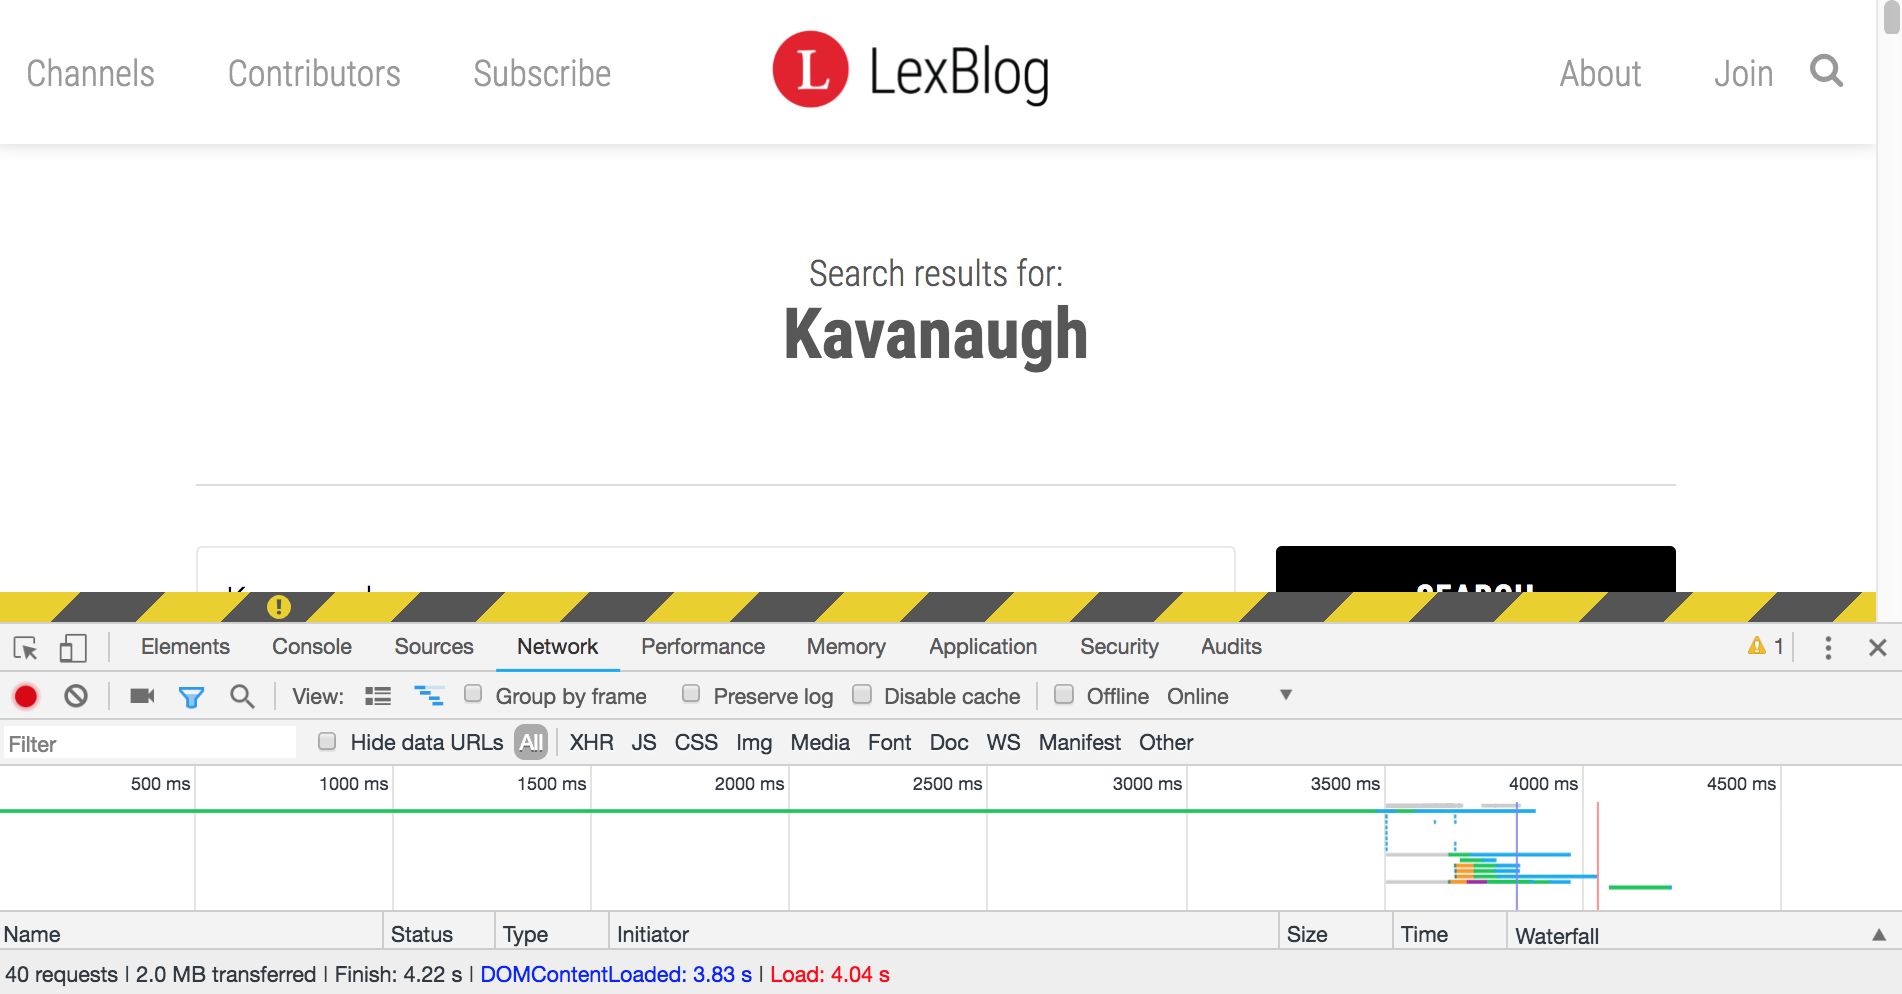 Channels Contributors Subscribe L LexBlog About Join
Search results for:
Kavanaugh
SEARCH
Elements Console Sources Network Performance Memory Application Security Audits 1
View: Group by frame Preserve log Disable cache Offline Online
Filter Hide data URLs All XHR JS CSS Img Media Font Doc WS Manifest Other
500 ms 1000 ms 1500 ms 2000 ms 2500 ms 3000 ms 3500 ms 4000 ms 4500 ms
Name Status Type Initiator Size Time Waterfall
40 requests | 2.0 MB transferred | Finish: 4.22 s | DOMContentLoaded: 3.83 s | Load: 4.04 s